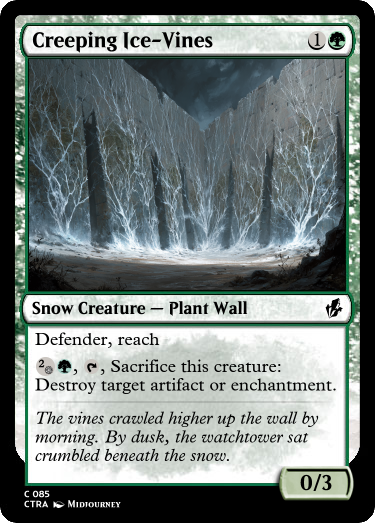 Creeping Ice-Vines 1
Snow Creature — Plant Wall
Defender, reach
2, , Sacrifice this creature:
Destroy target artifact or enchantment.
The vines crawled higher up the wall by
morning. By dusk, the watchtower sat
crumbled beneath the snow.
0/3
C 085
CTRA Midjourney